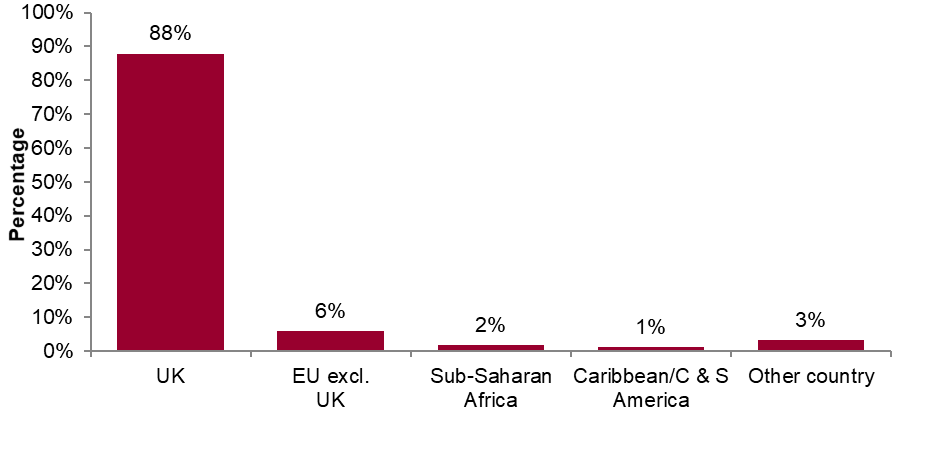 100%
90%
80%
70%
60%
50%
40%
30%
20%
10%
0%
Percentage
88%
6%
2%
1%
3%
UK
EU excl.
UK
Sub-Saharan
Africa
Caribbean/C & S
America
Other country